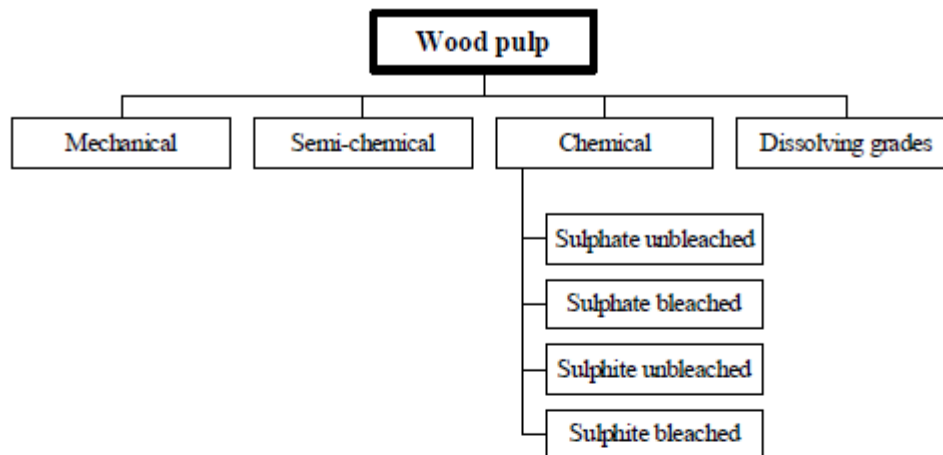 Wood pulp
Mechanical
Semi-chemical
Chemical
Dissolving grades
Sulphate unbleached
Sulphate bleached
Sulphite unbleached
Sulphite bleached